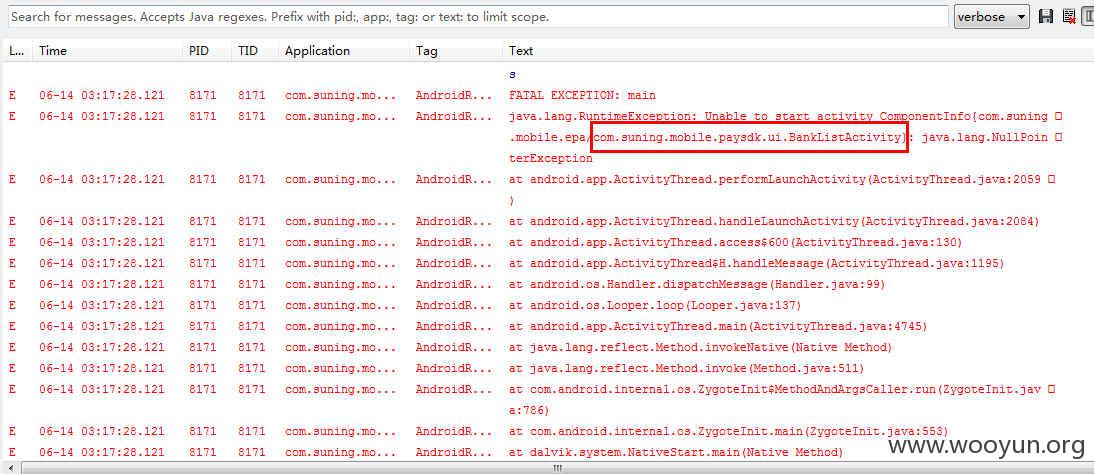 Search for messages. Accepts Java regexes. Prefix with pid:, app:, tag: or text: to limit scope.
verbose
L... Time PID TID Application Tag Text
s
E 06-14 03:17:28.121 8171 8171 com.suning.mo... AndroidR... FATAL EXCEPTION: main
E 06-14 03:17:28.121 8171 8171 com.suning.mo... AndroidR... java.lang.RuntimeException: Unable to start activity ComponentInfo{com.suning
.mobile.epa/com.suning.mobile.paysdk.ui.BankListActivity}: java.lang.NullPoin
terException
E 06-14 03:17:28.121 8171 8171 com.suning.mo... AndroidR... at android.app.ActivityThread.performLaunchActivity(ActivityThread.java:2059
)
E 06-14 03:17:28.121 8171 8171 com.suning.mo... AndroidR... at android.app.ActivityThread.handleLaunchActivity(ActivityThread.java:2084)
E 06-14 03:17:28.121 8171 8171 com.suning.mo... AndroidR... at android.app.ActivityThread.access$600(ActivityThread.java:130)
E 06-14 03:17:28.121 8171 8171 com.suning.mo... AndroidR... at android.app.ActivityThread$H.handleMessage(ActivityThread.java:1195)
E 06-14 03:17:28.121 8171 8171 com.suning.mo... AndroidR... at android.os.Handler.dispatchMessage(Handler.java:99)
E 06-14 03:17:28.121 8171 8171 com.suning.mo... AndroidR... at android.os.Looper.loop(Looper.java:137)
E 06-14 03:17:28.121 8171 8171 com.suning.mo... AndroidR... at android.app.ActivityThread.main(ActivityThread.java:4745)
E 06-14 03:17:28.121 8171 8171 com.suning.mo... AndroidR... at java.lang.reflect.Method.invokeNative(Native Method)
E 06-14 03:17:28.121 8171 8171 com.suning.mo... AndroidR... at java.lang.reflect.Method.invoke(Method.java:511)
E 06-14 03:17:28.121 8171 8171 com.suning.mo... AndroidR... at com.android.internal.os.ZygoteInit$MethodAndArgsCaller.run(ZygoteInit.jav
a:786)
E 06-14 03:17:28.121 8171 8171 com.suning.mo... AndroidR... at com.android.internal.os.ZygoteInit.main(ZygoteInit.java:553)
E 06-14 03:17:28.121 8171 8171 com.suning.mo... AndroidR... at dalvik.system.NativeStart.main(Native Method)
www.wooyun.org